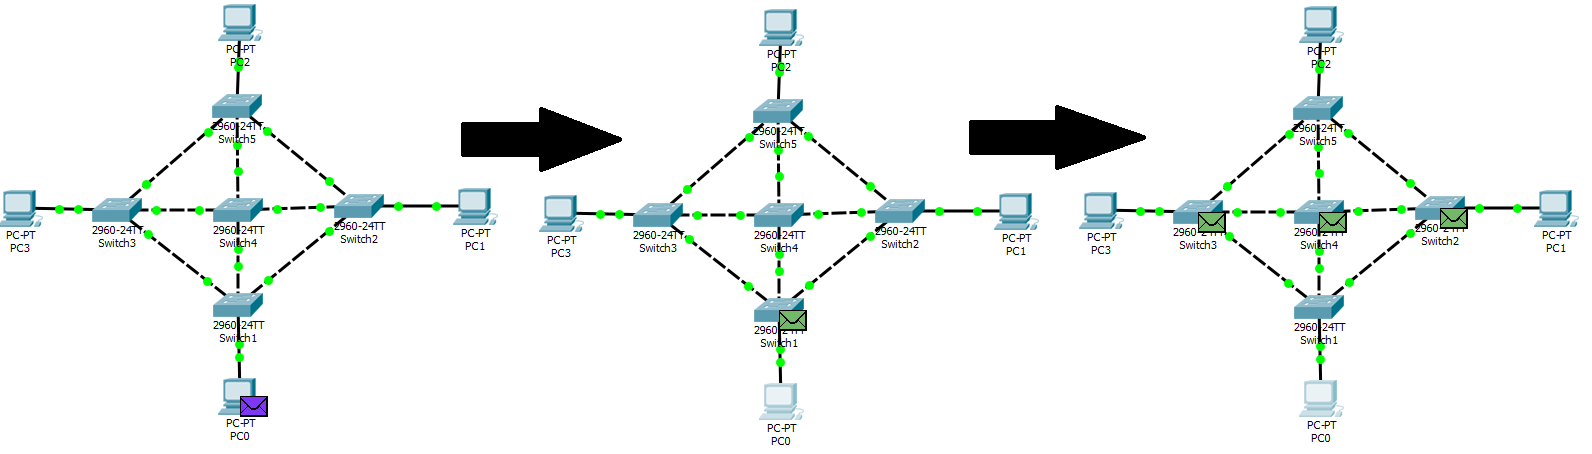 PC-PT
PC2
2960-24TT
Switch5
PC-PT
PC3
2960-24TT
Switch3
2960-24TT
Switch4
2960-24TT
Switch2
PC-PT
PC1
2960-24TT
Switch1
PC-PT
PC0
PC-PT
PC2
2960-24TT
Switch5
PC-PT
PC3
2960-24TT
Switch3
2960-24TT
Switch4
2960-24TT
Switch2
PC-PT
PC1
2960-24TT
Switch1
PC-PT
PC0
PC-PT
PC2
2960-24TT
Switch5
PC-PT
PC3
2960-24TT
Switch3
2960-24TT
Switch4
2960-24TT
Switch2
PC-PT
PC1
2960-24TT
Switch1
PC-PT
PC0